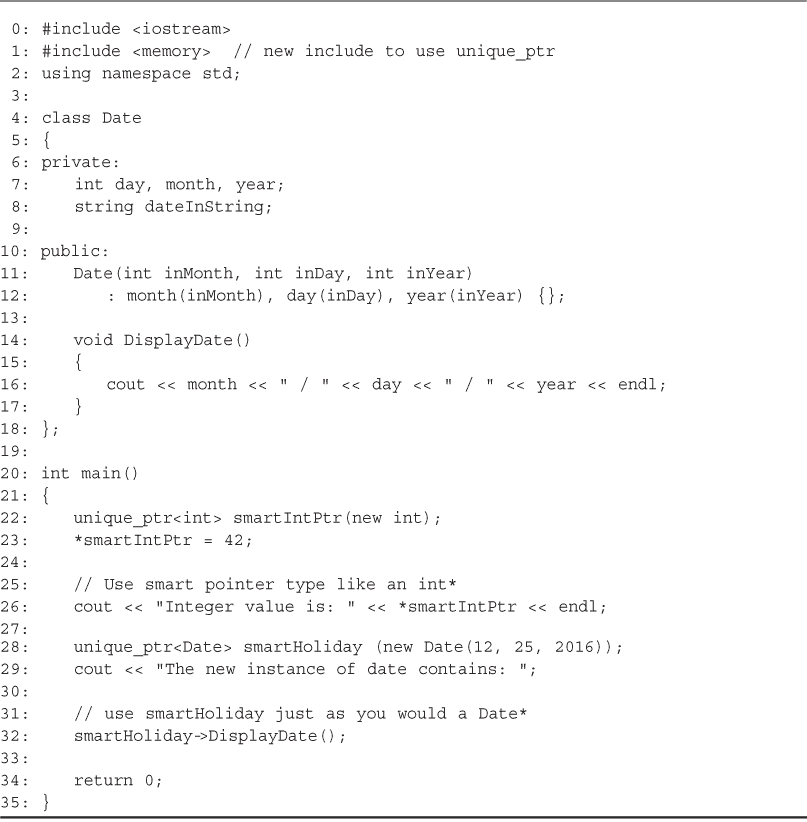 0: #include <iostream>
1: #include <memory>  // new include to use unique_ptr
2: using namespace std;
3:
4: class Date
5: {
6: private:
7:    int day, month, year;
8:    string dateInString;
9:
10: public:
11:    Date(int inMonth, int inDay, int inYear)
12:       : month(inMonth), day(inDay), year(inYear) {};
13:
14:    void DisplayDate()
15:    {
16:       cout << month << " / " << day << " / " << year << endl;
17:    }
18: };
19:
20: int main()
21: {
22:    unique_ptr<int> smartIntPtr(new int);
23:    *smartIntPtr = 42;
24:
25:    // Use smart pointer type like an int*
26:    cout << "Integer value is: " << *smartIntPtr << endl;
27:
28:    unique_ptr<Date> smartHoliday (new Date(12, 25, 2016));
29:    cout << "The new instance of date contains: ";
30:
31:    // use smartHoliday just as you would a Date*
32:    smartHoliday->DisplayDate();
33:
34:    return 0;
35: }